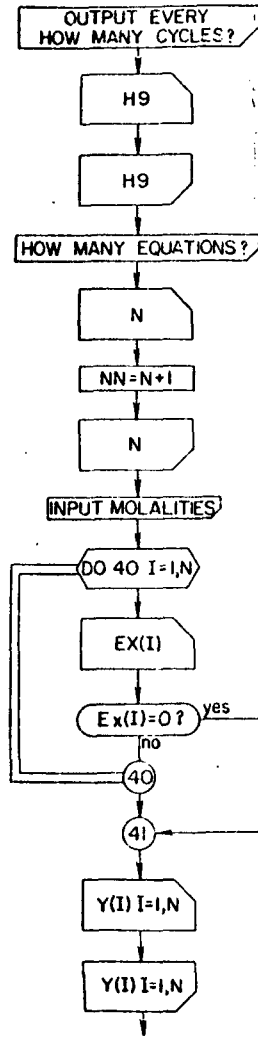 OUTPUT EVERY
HOW MANY CYCLES?
H9
H9
HOW MANY EQUATIONS?
N
NN=N+1
N
INPUT MOLALITIES
DO 40 I=1,N
EX(I)
Ex(I)=0?
yes
no
40
41
Y(I) I=1,N
Y(I) I=1,N